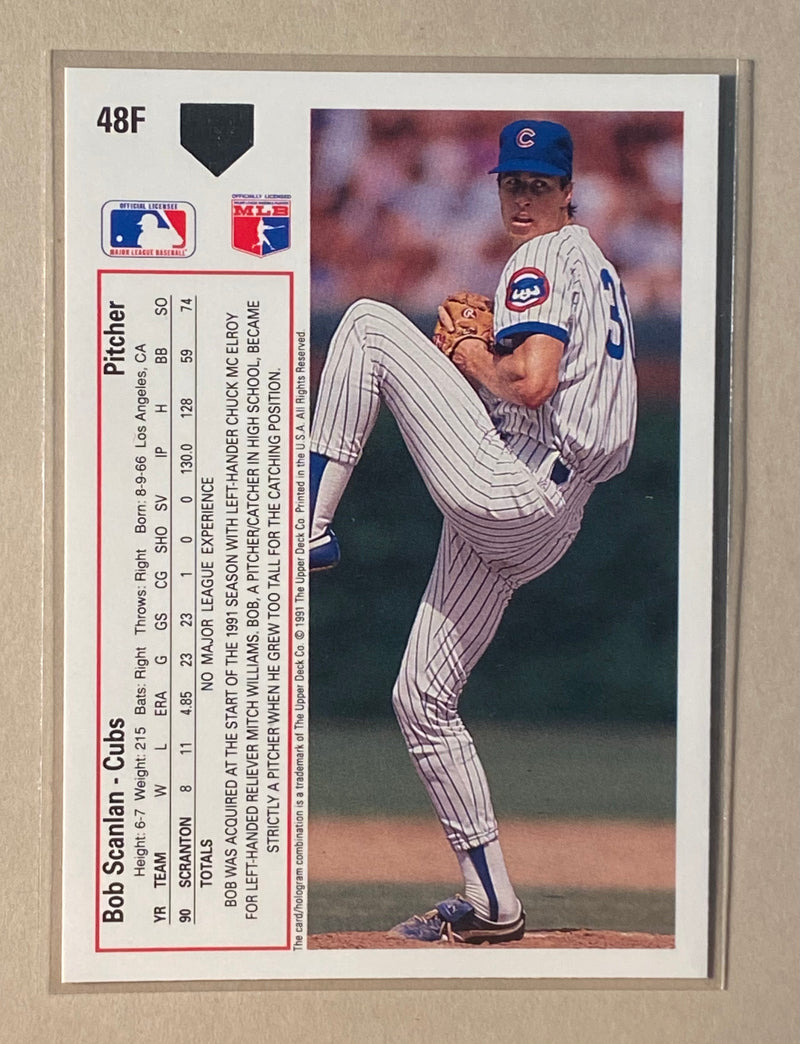 48F
OFFICIAL LICENSEE
MAJOR LEAGUE BASEBALL
OFFICIALLY LICENSED
MLB
Bob Scanlan - Cubs Pitcher
Height: 6-7 Weight: 215 Bats: Right Throws: Right Born: 8-9-66 Los Angeles, CA
YR TEAM W L ERA G GS CG SHO SV IP H BB SO
90 SCRANTON 8 11 4.85 23 23 1 0 0 130.0 128 59 74
TOTALS NO MAJOR LEAGUE EXPERIENCE
BOB WAS ACQUIRED AT THE START OF THE 1991 SEASON WITH LEFT-HANDER CHUCK MC ELROY
FOR LEFT-HANDED RELIEVER MITCH WILLIAMS. BOB, A PITCHER/CATCHER IN HIGH SCHOOL, BECAME
STRICTLY A PITCHER WHEN HE GREW TOO TALL FOR THE CATCHING POSITION.
The card/hologram combination is a trademark of The Upper Deck Co. © 1991 The Upper Deck Co. Printed in the U.S.A. All Rights Reserved.
C